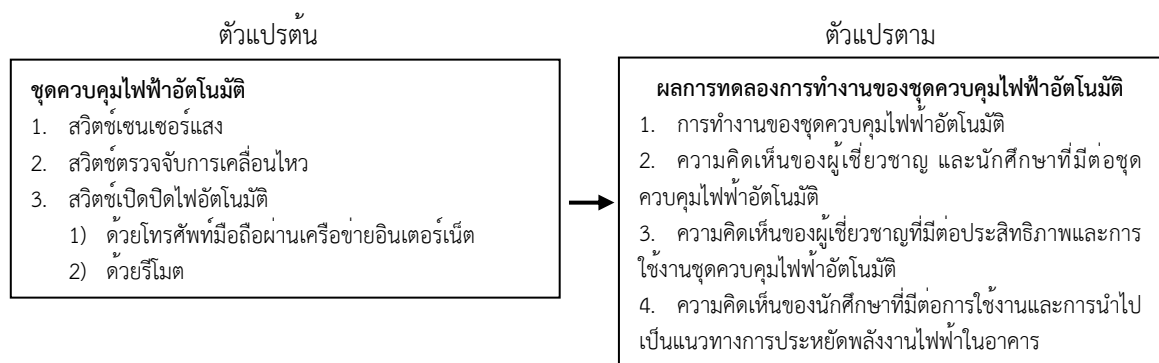 ตัวแปรต้น
ชุดควบคุมไฟฟ้าอัตโนมัติ
1. สวิตช์เซนเซอร์แสง
2. สวิตช์ตรวจจับการเคลื่อนไหว
3. สวิตช์เปิดปิดไฟอัตโนมัติ
1) ด้วยโทรศัพท์มือถือผ่านเครือข่ายอินเตอร์เน็ต
2) ด้วยรีโมต
ตัวแปรตาม
ผลการทดลองการทำงานของชุดควบคุมไฟฟ้าอัตโนมัติ
1. การทำงานของชุดควบคุมไฟฟ้าอัตโนมัติ
2. ความคิดเห็นของผู้เชี่ยวชาญ และนักศึกษาที่มีต่อชุด
ควบคุมไฟฟ้าอัตโนมัติ
3. ความคิดเห็นของผู้เชี่ยวชาญที่มีต่อประสิทธิภาพและการ
ใช้งานชุดควบคุมไฟฟ้าอัตโนมัติ
4. ความคิดเห็นของนักศึกษาที่มีต่อการใช้งานและการนำไป
เป็นแนวทางการประหยัดพลังงานไฟฟ้าในอาคาร